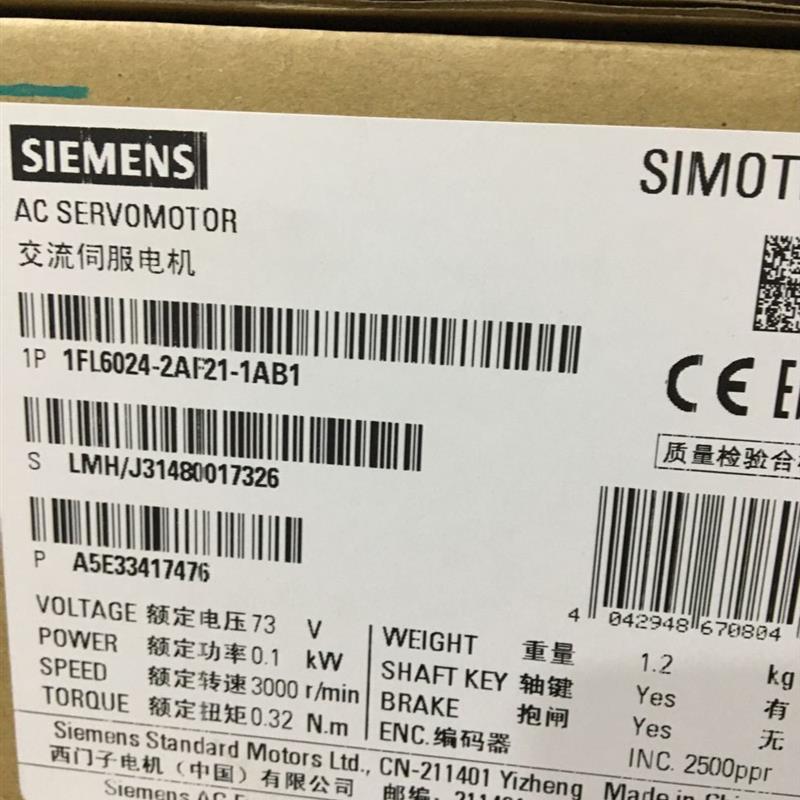 SIEMENS
SIMOT
AC SERVOMOTOR
交流伺服电机
1P 1FL6024-2AF21-1AB1
CE
S LMH/J31480017326
质量检验合
P A5E33417476
4 042948 670804
VOLTAGE 额定电压 73 V
POWER 额定功率 0.1 kW
SPEED 额定转速 3000 r/min
TORQUE 额定扭矩 0.32 N.m
WEIGHT 重量 1.2 kg
SHAFT KEY 轴键 Yes 有
BRAKE 抱闸 Yes 无
ENC. 编码器 INC. 2500ppr
Siemens Standard Motors Ltd., CN-211401 Yizheng Made in
西门子电机（中国）有限公司 邮编:
Siemens AG